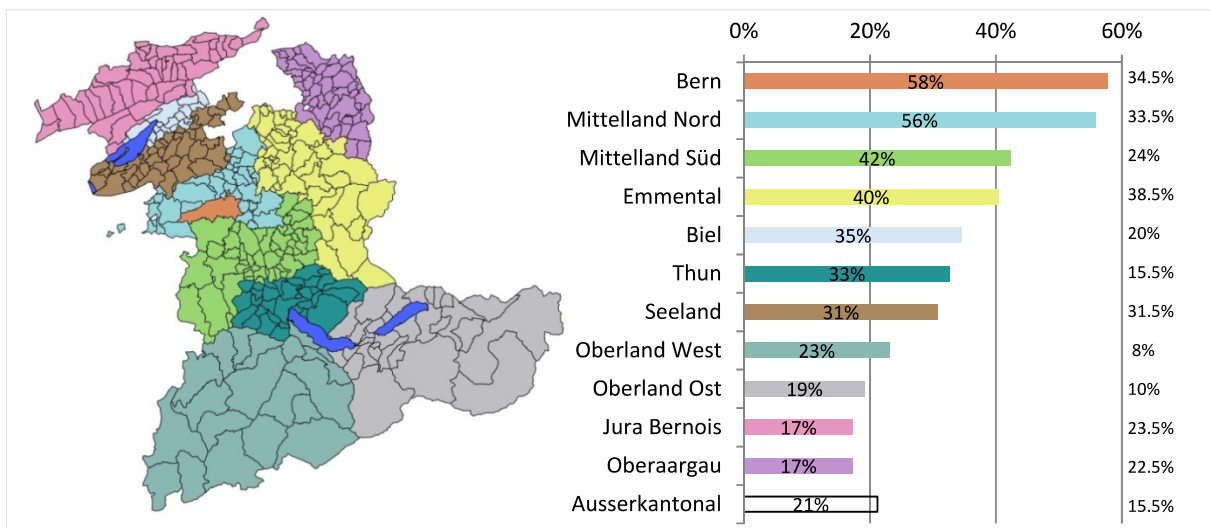 0% 20% 40% 60%
Bern 58% 34.5%
Mittelland Nord 56% 33.5%
Mittelland Süd 42% 24%
Emmental 40% 38.5%
Biel 35% 20%
Thun 33% 15.5%
Seeland 31% 31.5%
Oberland West 23% 8%
Oberland Ost 19% 10%
Jura Bernois 17% 23.5%
Oberaargau 17% 22.5%
Ausserkantonal 21% 15.5%